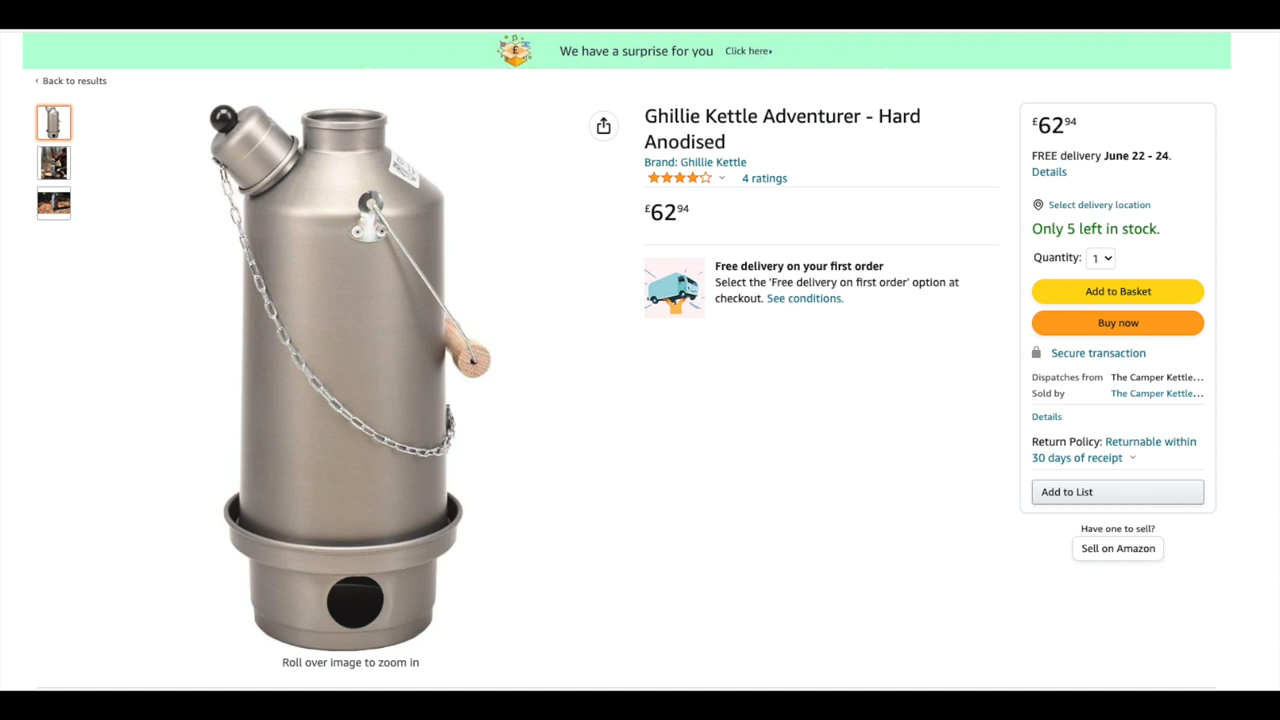 We have a surprise for you Click here
‹ Back to results
Ghillie Kettle Adventurer - Hard
Anodised
Brand: Ghillie Kettle
4 ratings
£6294
Free delivery on your first order
Select the 'Free delivery on first order' option at
checkout. See conditions.
£6294
FREE delivery June 22 - 24.
Details
Select delivery location
Only 5 left in stock.
Quantity: 1
Add to Basket
Buy now
Secure transaction
Dispatches from The Camper Kettle...
Sold by The Camper Kettle...
Details
Return Policy: Returnable within
30 days of receipt
Add to List
Have one to sell?
Sell on Amazon
Roll over image to zoom in